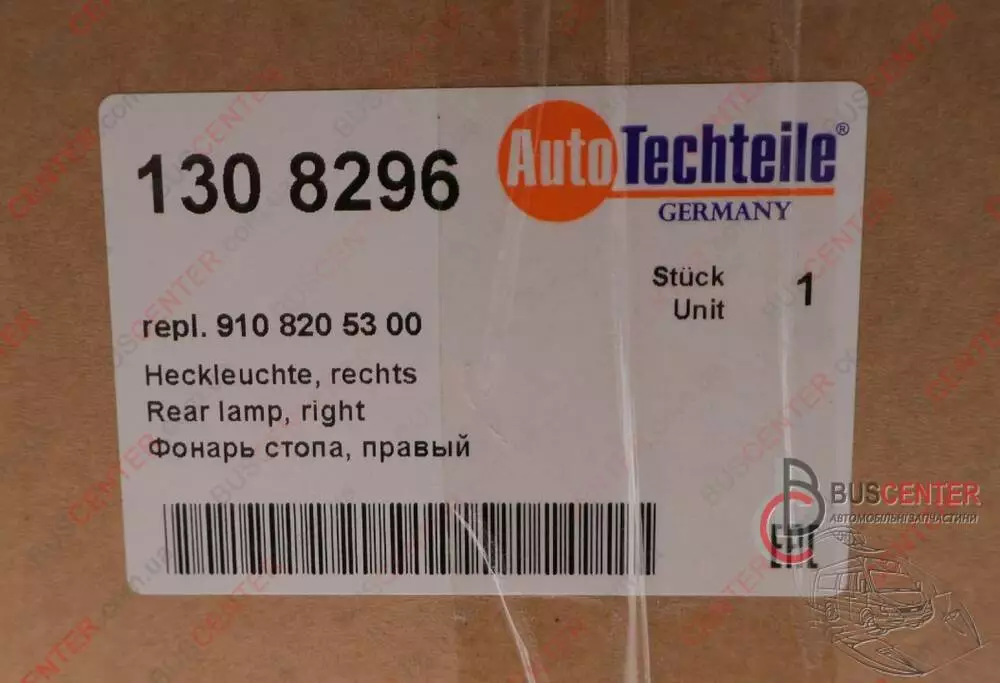 130 8296
AutoTechteile®
GERMANY
Stück 1
Unit
repl. 910 820 53 00
Heckleuchte, rechts
Rear lamp, right
Фонарь стопа, правый
BUSCENTER
АВТОМОБІЛЬНІ ЗАПЧАСТИНИ
EAC